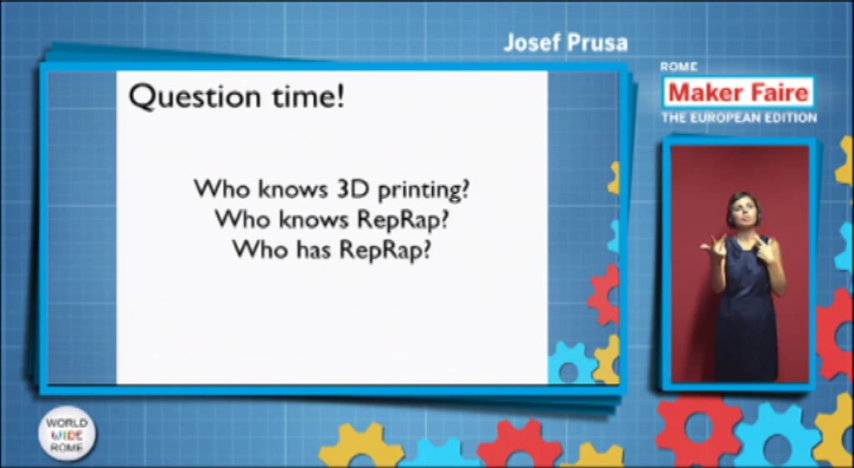 Josef Prusa
ROME
Maker Faire
THE EUROPEAN EDITION
Question time!
Who knows 3D printing?
Who knows RepRap?
Who has RepRap?
WORLD
WIDE
ROME